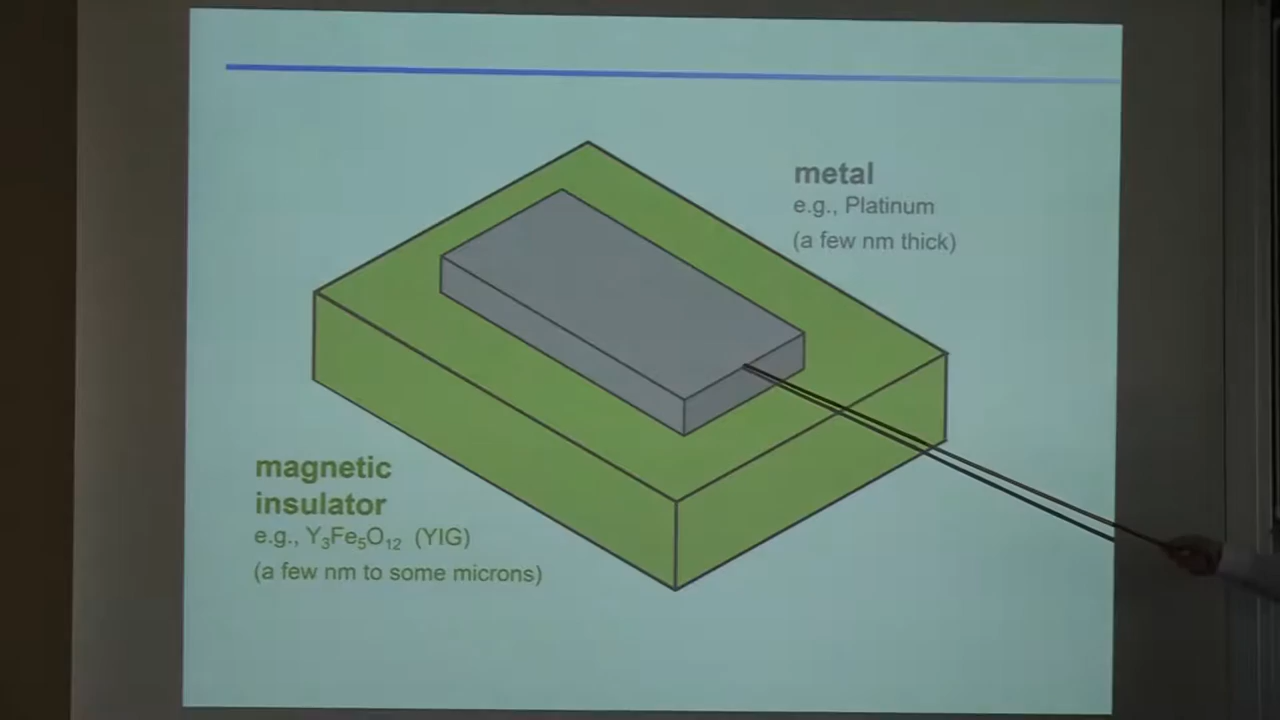 metal
e.g., Platinum
(a few nm thick)
magnetic
insulator
e.g., Y₃Fe₅O₁₂ (YIG)
(a few nm to some microns)